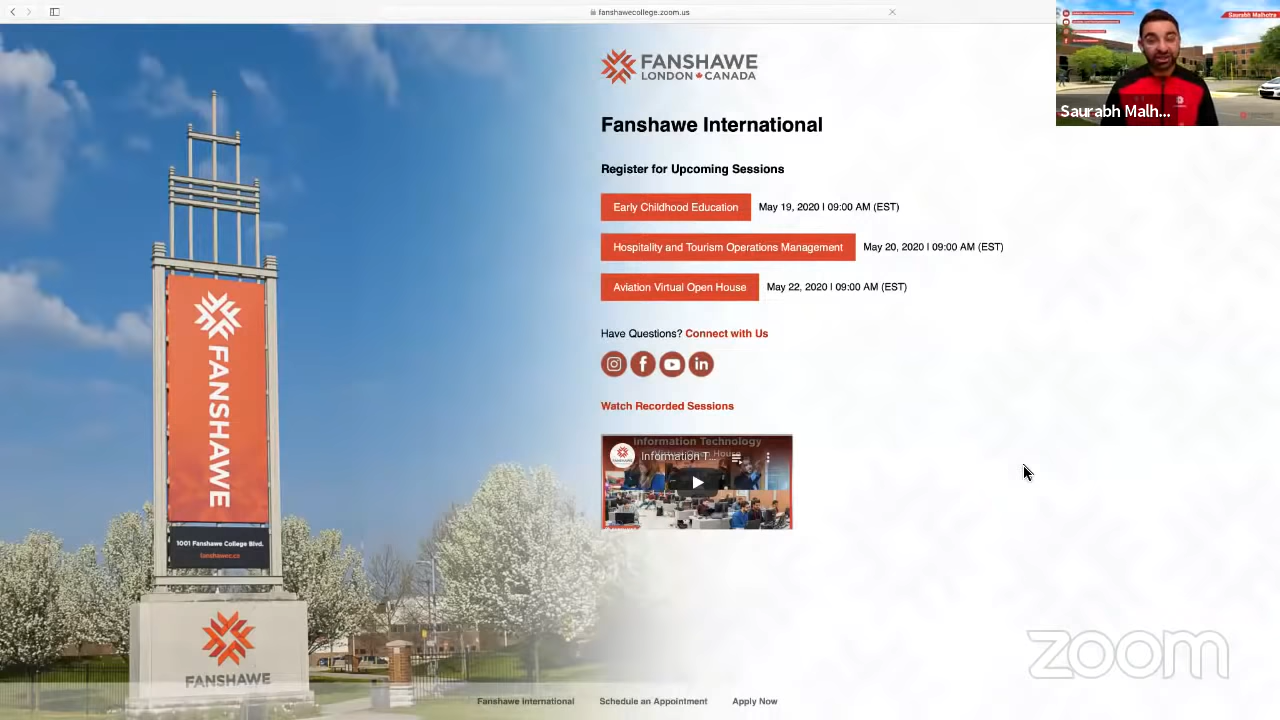 fanshawecollege.zoom.us
FANSHAWE
LONDON CANADA
Fanshawe International
Register for Upcoming Sessions
Early Childhood Education May 19, 2020 I 09:00 AM (EST)
Hospitality and Tourism Operations Management May 20, 2020 I 09:00 AM (EST)
Aviation Virtual Open House May 22, 2020 I 09:00 AM (EST)
Have Questions? Connect with Us
Watch Recorded Sessions
Information Technology
Virtual Open House
Information T...
Saurabh Malhotra
Saurabh Malh...
FANSHAWE
1001 Fanshawe College Blvd.
fanshawec.ca
FANSHAWE
Fanshawe International Schedule an Appointment Apply Now
zoom